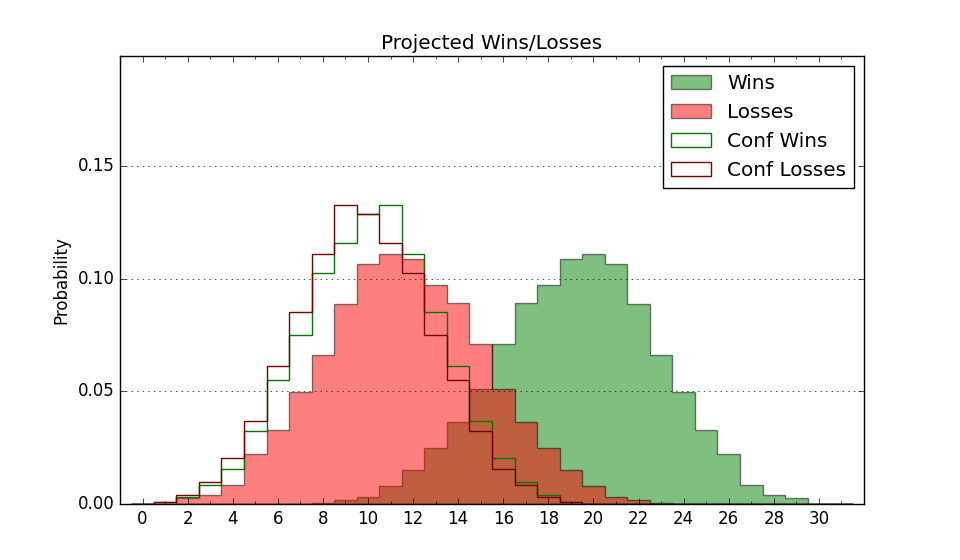 Projected Wins/Losses
Wins
Losses
Conf Wins
Conf Losses
Probability
0.15
0.10
0.05
0.00
0 2 4 6 8 10 12 14 16 18 20 22 24 26 28 30